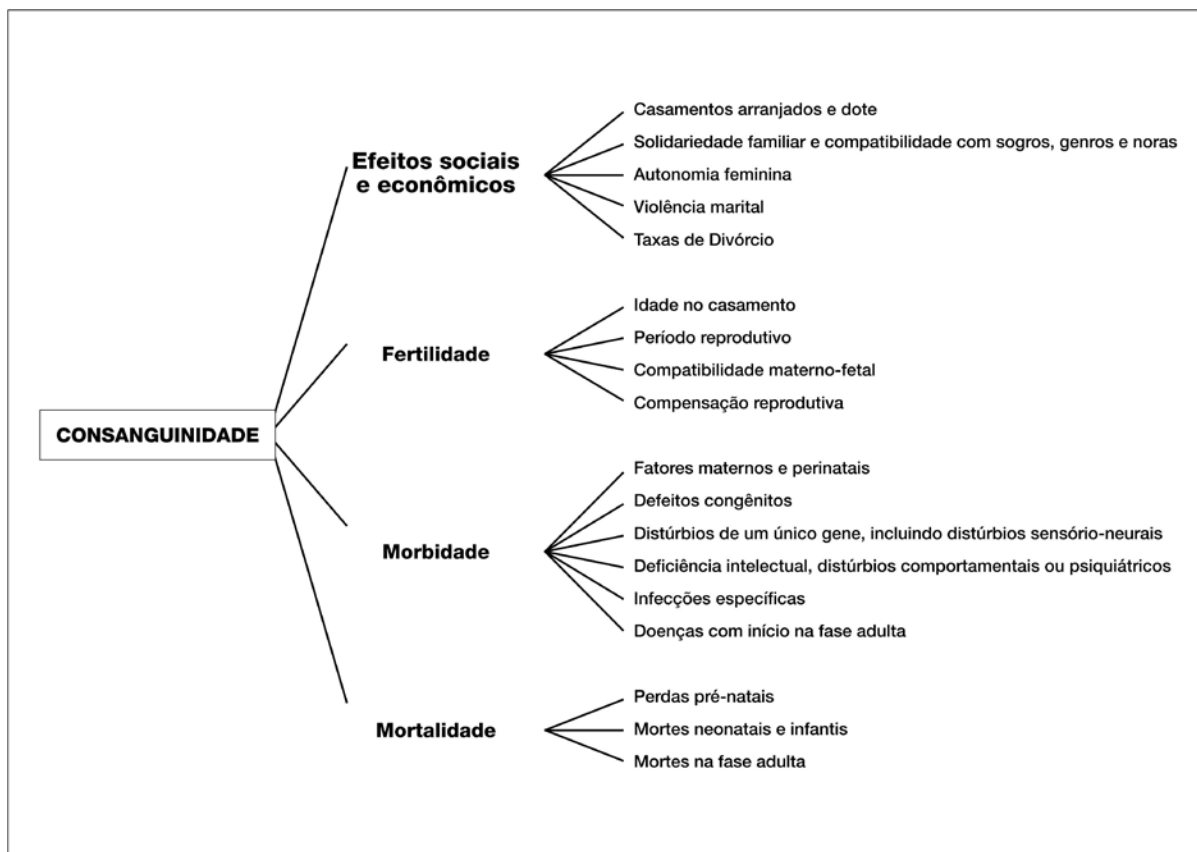 CONSANGUINIDADE
Efeitos sociais
e econômicos
Casamentos arranjados e dote
Solidariedade familiar e compatibilidade com sogros, genros e noras
Autonomia feminina
Violência marital
Taxas de Divórcio
Fertilidade
Idade no casamento
Período reprodutivo
Compatibilidade materno-fetal
Compensação reprodutiva
Morbidade
Fatores maternos e perinatais
Defeitos congênitos
Distúrbios de um único gene, incluindo distúrbios sensório-neurais
Deficiência intelectual, distúrbios comportamentais ou psiquiátricos
Infecções específicas
Doenças com início na fase adulta
Mortalidade
Perdas pré-natais
Mortes neonatais e infantis
Mortes na fase adulta